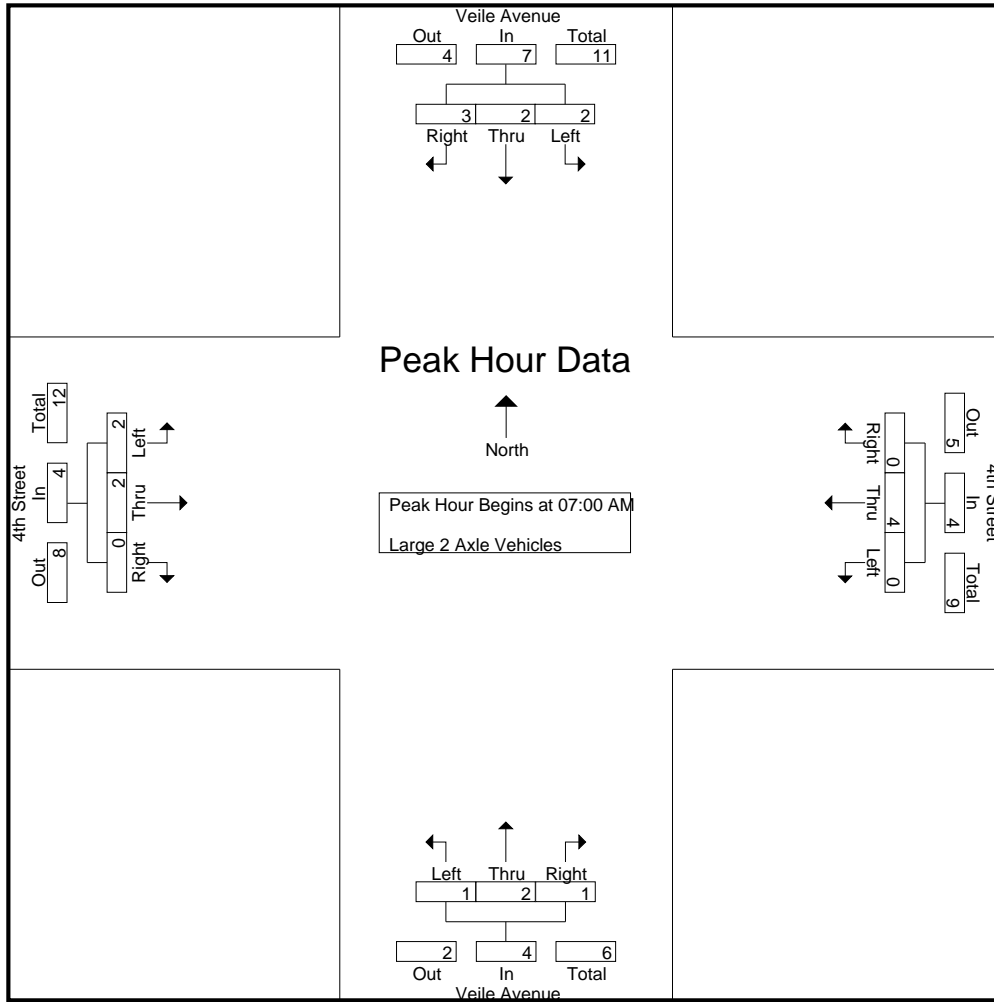 Veile Avenue
Out In Total
4 7 11
3 2 2
Right Thru Left
Peak Hour Data
North
Peak Hour Begins at 07:00 AM
Large 2 Axle Vehicles
4th Street
Total In Out
12 4 8
2 2 0
Left Thru Right
Right Thru Left
0 4 0
5 4 9
Out In Total
4th Street
Left Thru Right
1 2 1
2 4 6
Out In Total
Veile Avenue